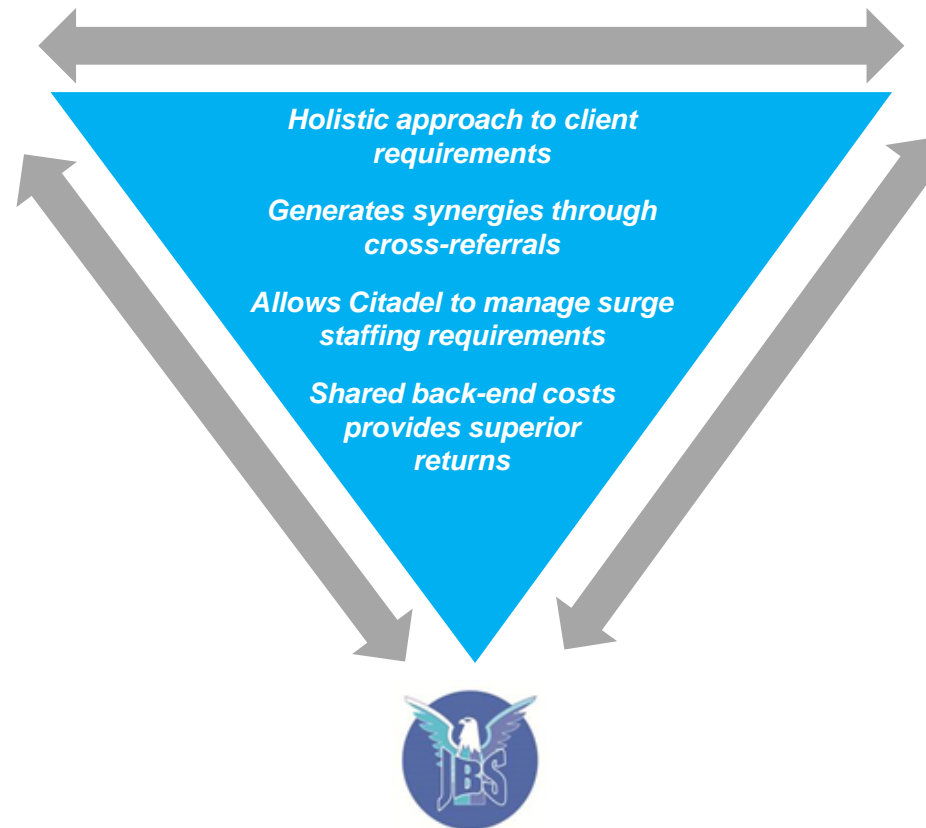 Holistic approach to client
requirements
Generates synergies through
cross-referrals
Allows Citadel to manage surge
staffing requirements
Shared back-end costs
provides superior
returns
JBS